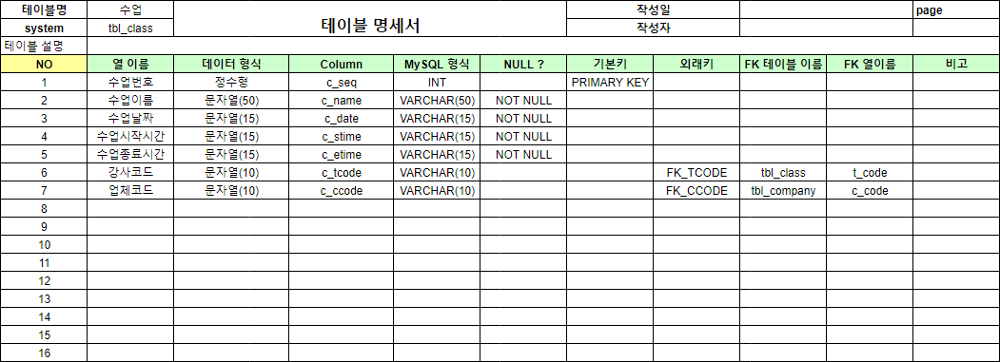 테이블명 수업 테이블 명세서 작성일 page
system tbl_class 작성자
테이블 설명
NO 열 이름 데이터 형식 Column MySQL 형식 NULL ? 기본키 외래키 FK 테이블 이름 FK 열이름 비고
1 수업번호 정수형 c_seq INT PRIMARY KEY
2 수업이름 문자열(50) c_name VARCHAR(50) NOT NULL
3 수업날짜 문자열(15) c_date VARCHAR(15) NOT NULL
4 수업시작시간 문자열(15) c_stime VARCHAR(15) NOT NULL
5 수업종료시간 문자열(15) c_etime VARCHAR(15) NOT NULL
6 강사코드 문자열(10) c_tcode VARCHAR(10) FK_TCODE tbl_class t_code
7 업체코드 문자열(10) c_ccode VARCHAR(10) FK_CCODE tbl_company c_code
8
9
10
11
12
13
14
15
16